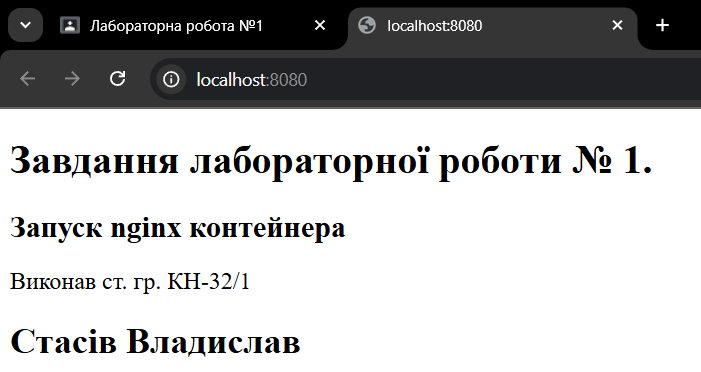 Лабораторна робота №1
localhost:8080
localhost:8080
Завдання лабораторної роботи № 1.
Запуск nginx контейнера
Виконав ст. гр. КН-32/1
Стасів Владислав